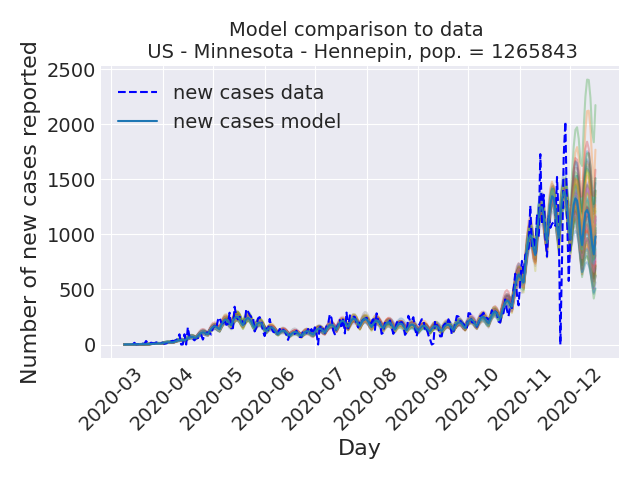 Model comparison to data
US - Minnesota - Hennepin, pop. = 1265843
Number of new cases reported
2500
2000
1500
1000
500
0
new cases data
new cases model
2020-03
2020-04
2020-05
2020-06
2020-07
2020-08
2020-09
2020-10
2020-11
2020-12
Day